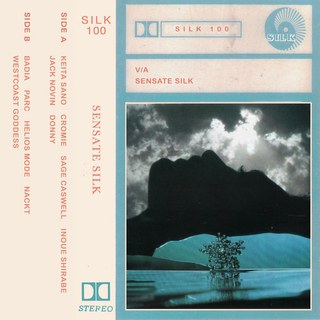 SILK
100
SENSATE SILK
SIDE A
KEITA SANO CROMIE SAGE CASWELL INOUE SHIRABE
JACK NOVIN DONNY
SIDE B
BADIA PARC HELIOS MODE NACKT
WESTCOAST GODDESS
STEREO
SILK 100
V/A
SENSATE SILK
SILK